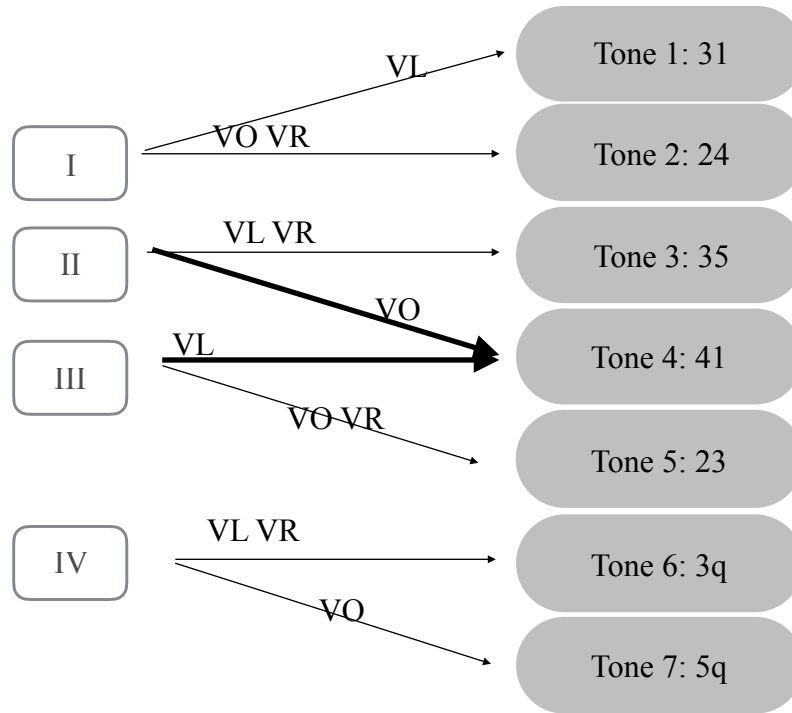 VL
Tone 1: 31
I
VO VR
Tone 2: 24
II
VL VR
Tone 3: 35
VO
III
VL
Tone 4: 41
VO VR
Tone 5: 23
IV
VL VR
Tone 6: 3q
VO
Tone 7: 5q